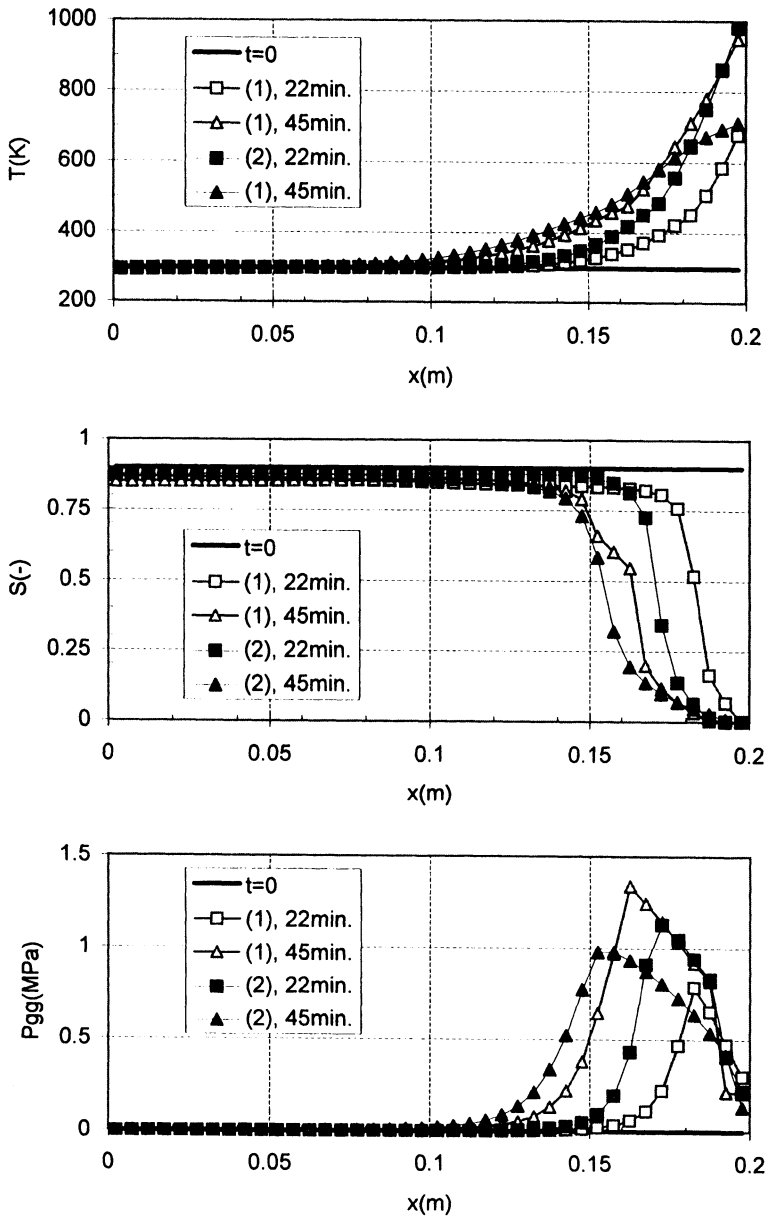 1000
800
600
400
200
T(K)
t=0
(1), 22min.
(1), 45min.
(2), 22min.
(1), 45min.
0
0.05
0.1
0.15
0.2
x(m)
1
0.75
0.5
0.25
0
S(-)
t=0
(1), 22min.
(1), 45min.
(2), 22min.
(2), 45min.
0
0.05
0.1
0.15
0.2
x(m)
1.5
1
0.5
0
Pgg(MPa)
t=0
(1), 22min.
(1), 45min.
(2), 22min.
(2), 45min.
0
0.05
0.1
0.15
0.2
x(m)